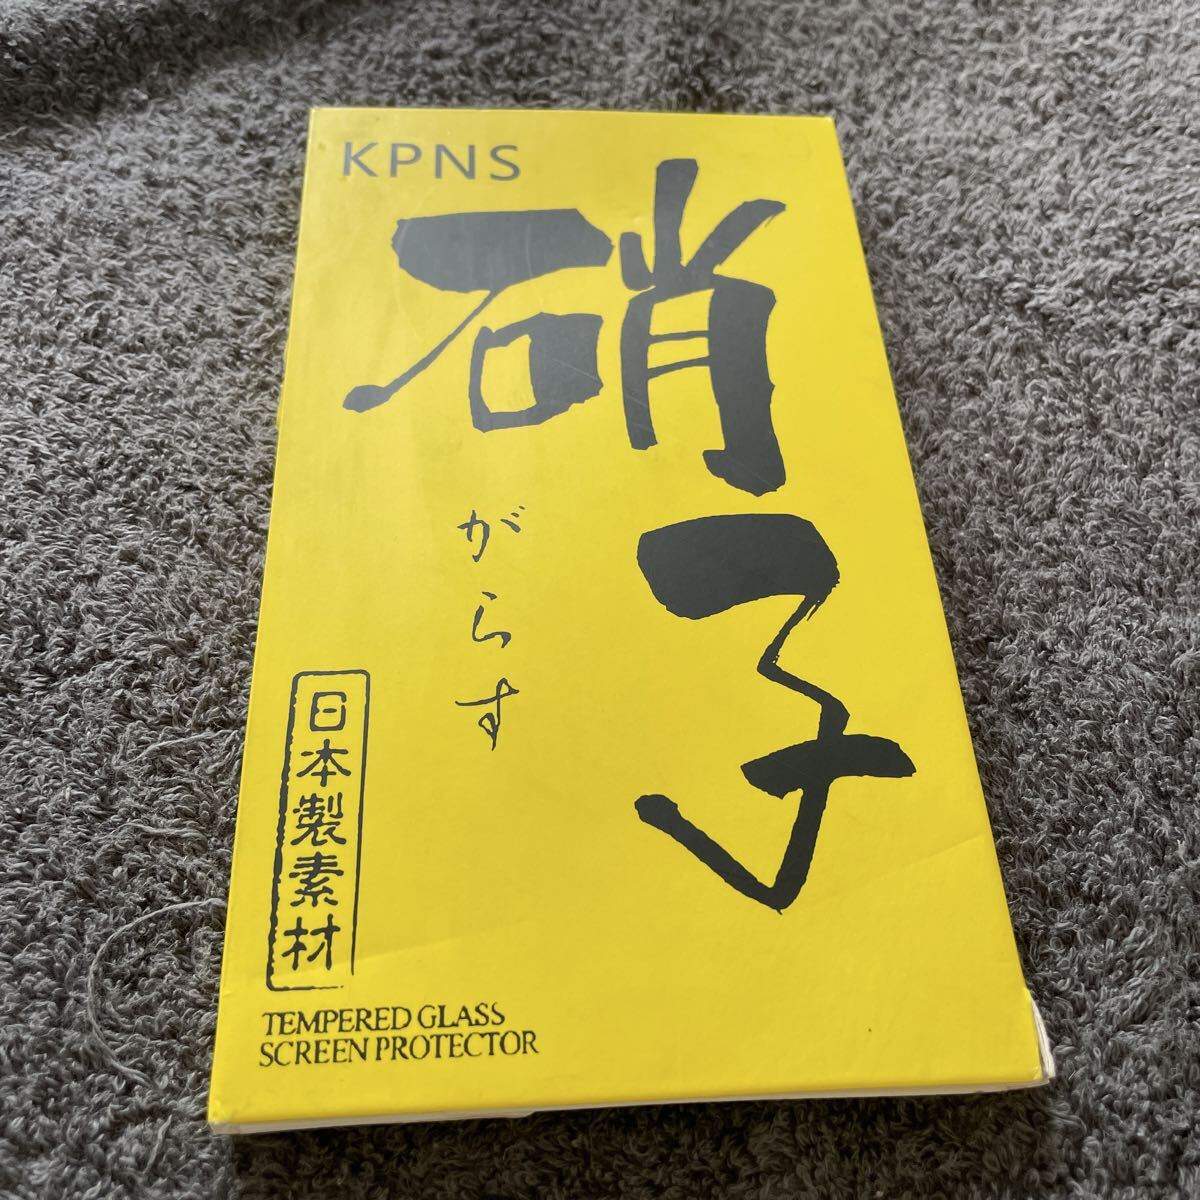 KPNS
硝子
がらす
日本製素材
TEMPERED GLASS
SCREEN PROTECTOR